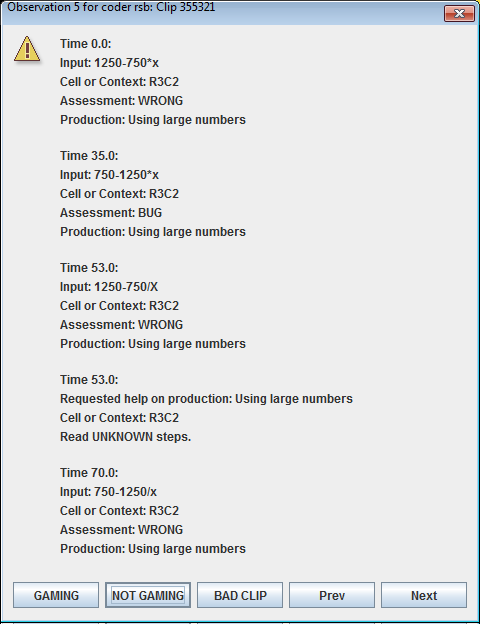 Observation 5 for coder rsb: Clip 355321
Time 0.0:
Input: 1250-750*x
Cell or Context: R3C2
Assessment: WRONG
Production: Using large numbers
Time 35.0:
Input: 750-1250*x
Cell or Context: R3C2
Assessment: BUG
Production: Using large numbers
Time 53.0:
Input: 1250-750/X
Cell or Context: R3C2
Assessment: WRONG
Production: Using large numbers
Time 53.0:
Requested help on production: Using large numbers
Cell or Context: R3C2
Read UNKNOWN steps.
Time 70.0:
Input: 750-1250/x
Cell or Context: R3C2
Assessment: WRONG
Production: Using large numbers
GAMING NOT GAMING BAD CLIP Prev Next